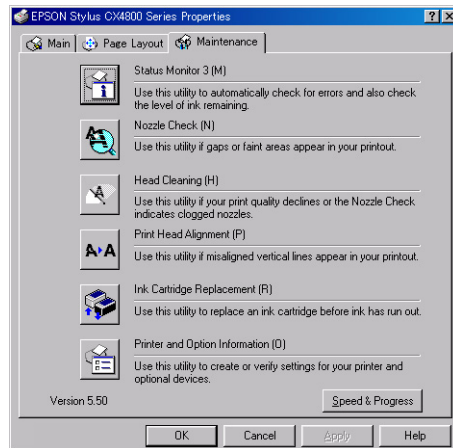 EPSON Stylus CX4800 Series Properties
Main
Page Layout
Maintenance
Status Monitor 3 (M)
Use this utility to automatically check for errors and also check
the level of ink remaining.
Nozzle Check (N)
Use this utility if gaps or faint areas appear in your printout.
Head Cleaning (H)
Use this utility if your print quality declines or the Nozzle Check
indicates clogged nozzles.
Print Head Alignment (P)
Use this utility if misaligned vertical lines appear in your printout.
Ink Cartridge Replacement (R)
Use this utility to replace an ink cartridge before ink has run out.
Printer and Option Information (O)
Use this utility to create or verify settings for your printer and
optional devices.
Version 5.50
Speed & Progress
OK
Cancel
Apply
Help